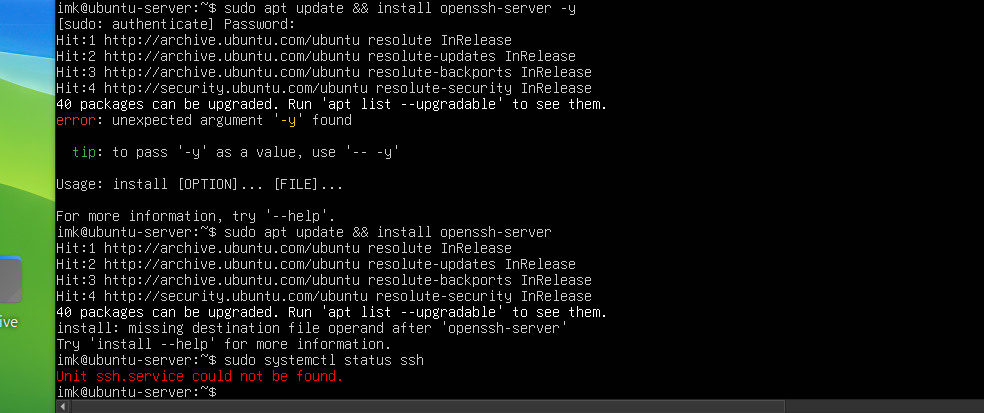 imk@ubuntu-server:~$ sudo apt update && install openssh-server -y
[sudo: authenticate] Password:
Hit:1 http://archive.ubuntu.com/ubuntu resolute InRelease
Hit:2 http://archive.ubuntu.com/ubuntu resolute-updates InRelease
Hit:3 http://archive.ubuntu.com/ubuntu resolute-backports InRelease
Hit:4 http://security.ubuntu.com/ubuntu resolute-security InRelease
40 packages can be upgraded. Run 'apt list --upgradable' to see them.
error: unexpected argument '-y' found
tip: to pass '-y' as a value, use '-- -y'
Usage: install [OPTION]... [FILE]...
For more information, try '--help'.
imk@ubuntu-server:~$ sudo apt update && install openssh-server
Hit:1 http://archive.ubuntu.com/ubuntu resolute InRelease
Hit:2 http://archive.ubuntu.com/ubuntu resolute-updates InRelease
Hit:3 http://archive.ubuntu.com/ubuntu resolute-backports InRelease
Hit:4 http://security.ubuntu.com/ubuntu resolute-security InRelease
40 packages can be upgraded. Run 'apt list --upgradable' to see them.
install: missing destination file operand after 'openssh-server'
Try 'install --help' for more information.
imk@ubuntu-server:~$ sudo systemctl status ssh
Unit ssh.service could not be found.
imk@ubuntu-server:~$
ive